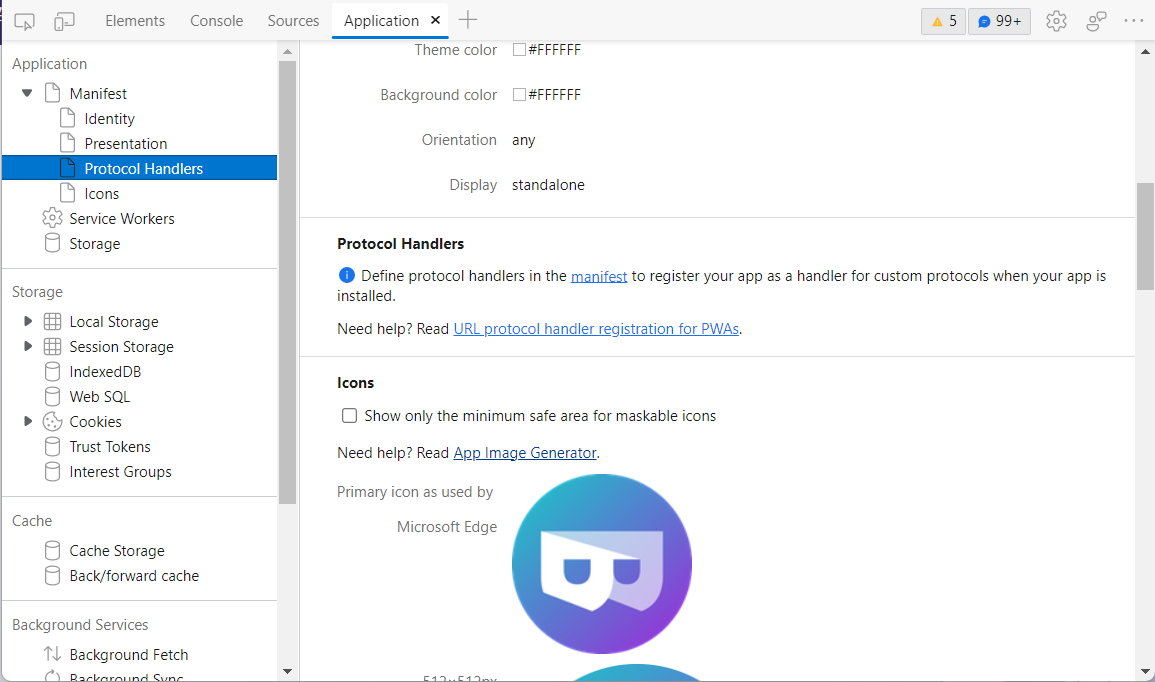 Elements Console Sources Application × + 5 99+
Application
Manifest
Identity
Presentation
Protocol Handlers
Icons
Service Workers
Storage
Storage
Local Storage
Session Storage
IndexedDB
Web SQL
Cookies
Trust Tokens
Interest Groups
Cache
Cache Storage
Back/forward cache
Background Services
Background Fetch
Background Sync
Theme color #FFFFFF
Background color #FFFFFF
Orientation any
Display standalone
Protocol Handlers
Define protocol handlers in the manifest to register your app as a handler for custom protocols when your app is
installed.
Need help? Read URL protocol handler registration for PWAs.
Icons
Show only the minimum safe area for maskable icons
Need help? Read App Image Generator.
Primary icon as used by
Microsoft Edge
512×512px